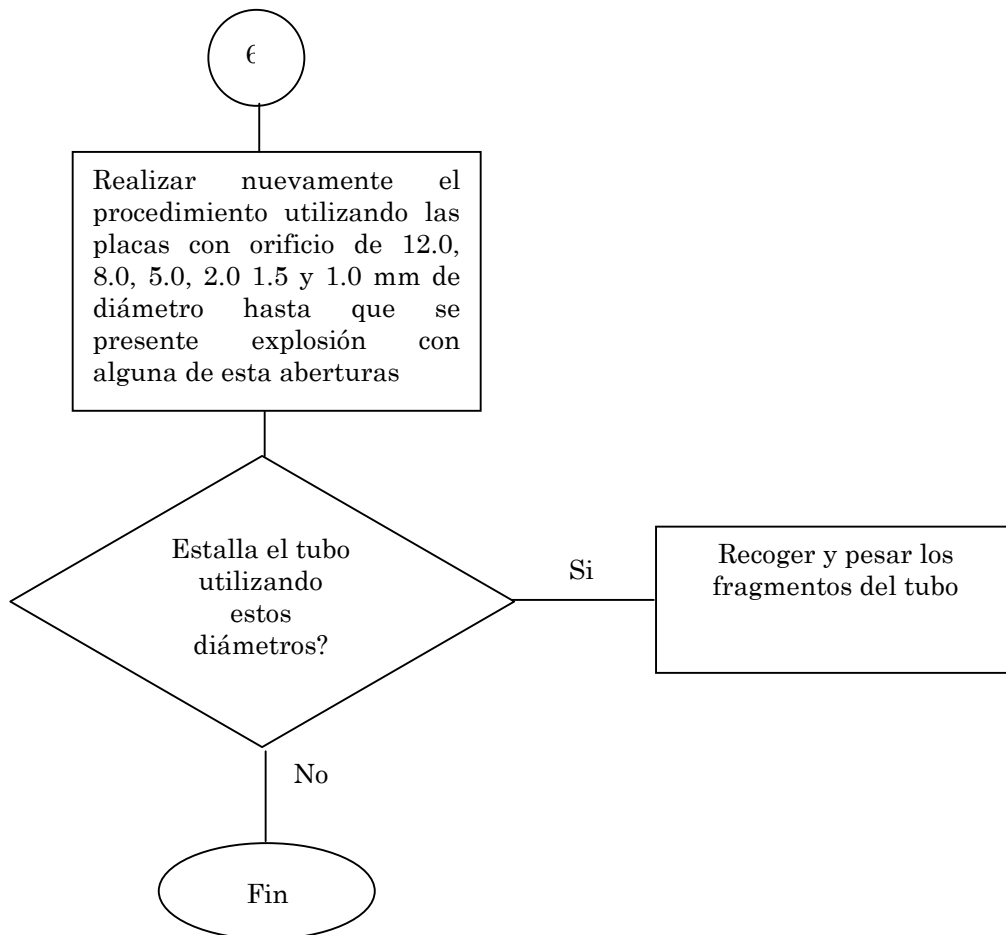 6
Realizar nuevamente el
procedimiento utilizando las
placas con orificio de 12.0,
8.0, 5.0, 2.0 1.5 y 1.0 mm de
diámetro hasta que se
presente explosión con
alguna de esta aberturas
Estalla el tubo
utilizando
estos
diámetros?
Si
Recoger y pesar los
fragmentos del tubo
No
Fin